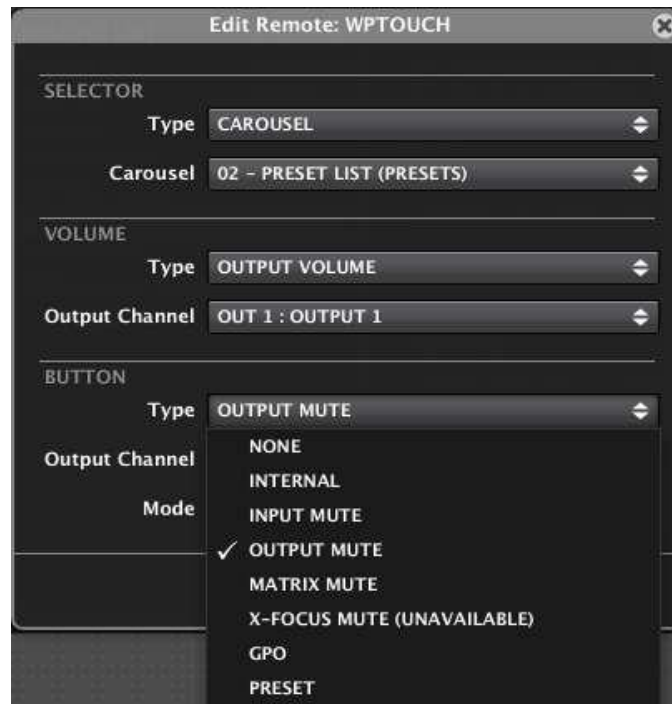 Edit Remote: WPTOUCH
SELECTOR
Type CAROUSEL
Carousel 02 - PRESET LIST (PRESETS)
VOLUME
Type OUTPUT VOLUME
Output Channel OUT 1 : OUTPUT 1
BUTTON
Type OUTPUT MUTE
Output Channel
Mode
NONE
INTERNAL
INPUT MUTE
✓ OUTPUT MUTE
MATRIX MUTE
X-FOCUS MUTE (UNAVAILABLE)
GPO
PRESET